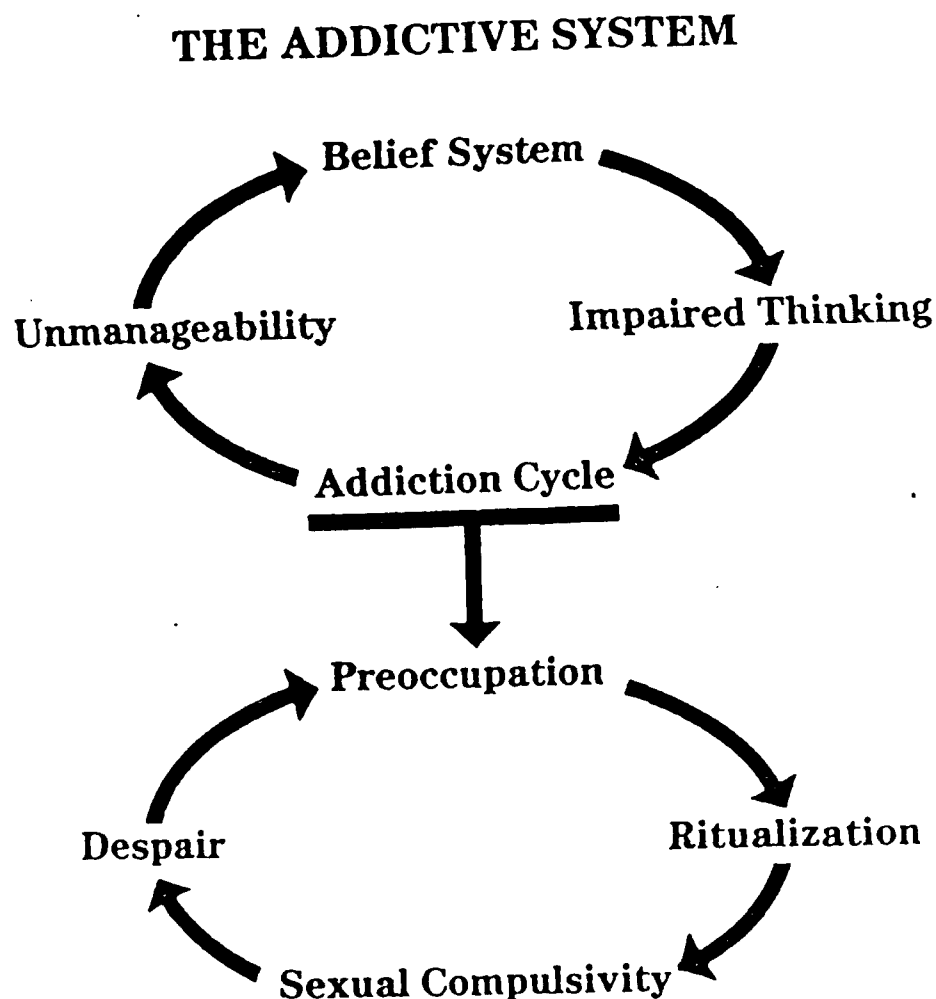 THE ADDICTIVE SYSTEM
Belief System
Impaired Thinking
Unmanageability
Addiction Cycle
Preoccupation
Ritualization
Despair
Sexual Compulsivity